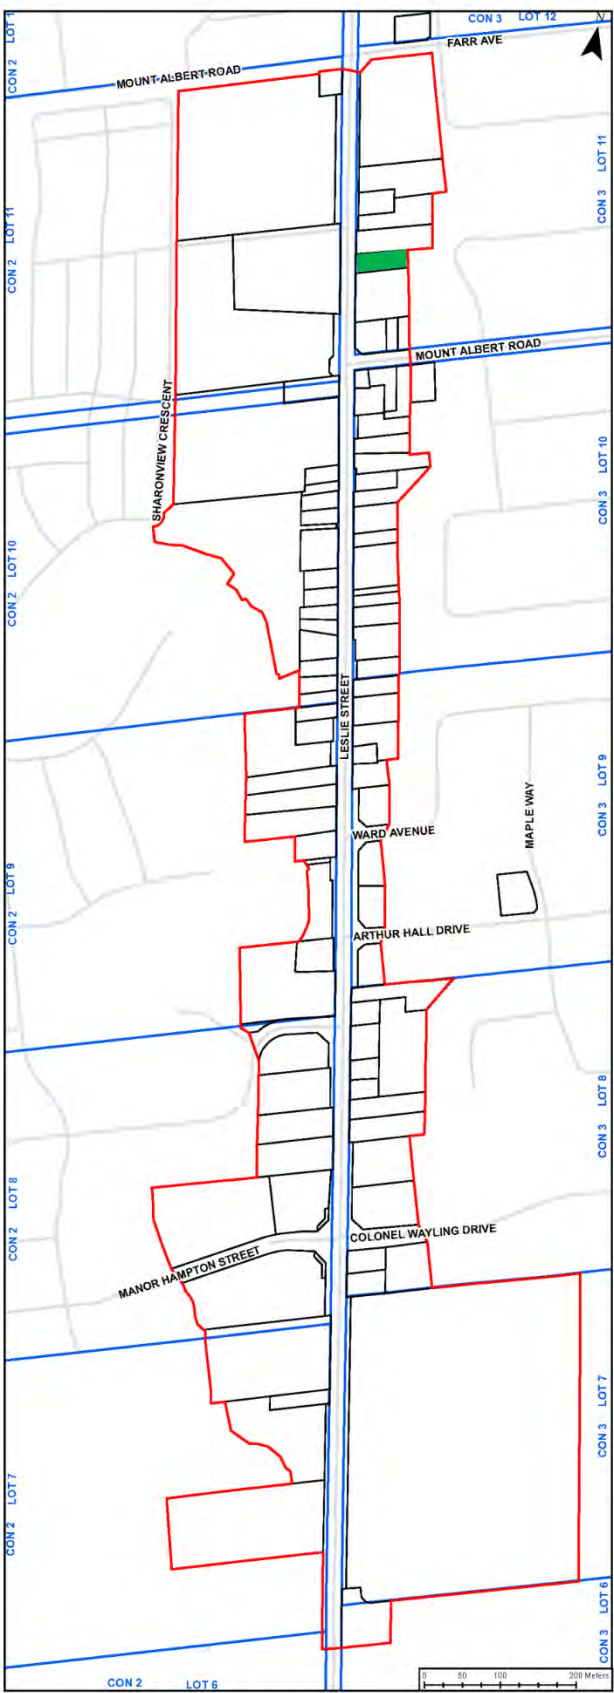 CON 3 LOT 12
N
FARR AVE
CON 2 LOT 1
MOUNT ALBERT ROAD
CON 3 LOT 11
CON 2 LOT 11
MOUNT ALBERT ROAD
SHARONVIEW CRESCENT
CON 3 LOT 10
CON 2 LOT 10
LESLIE STREET
CON 3 LOT 9
MAPLE WAY
WARD AVENUE
CON 2 LOT 9
ARTHUR HALL DRIVE
CON 3 LOT 8
CON 2 LOT 8
COLONEL WAYLING DRIVE
MANOR HAMPTON STREET
CON 3 LOT 7
CON 2 LOT 7
CON 3 LOT 6
CON 2 LOT 6
0 50 100 200 Meters